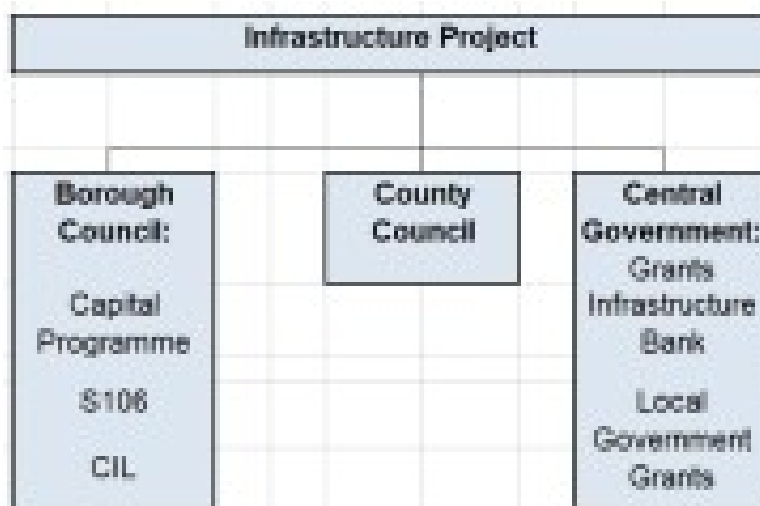 Infrastructure Project
Borough
Council:
Capital
Programme
S106
CIL
County
Council
Central
Government:
Grants
Infrastructure
Bank
Local
Government
Grants